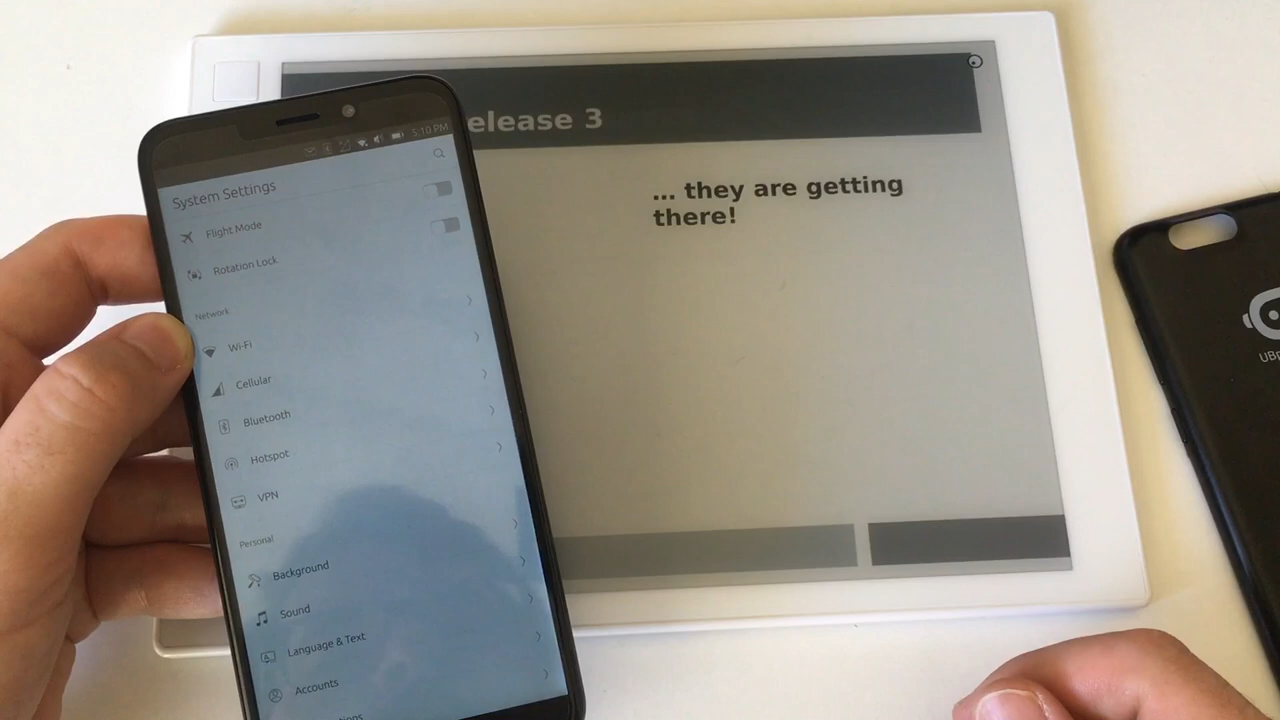 5:10 PM
System Settings
Flight Mode
Rotation Lock
Network
Wi-Fi
Cellular
Bluetooth
Hotspot
VPN
Personal
Background
Sound
Language & Text
Accounts
elease 3
... they are getting
there!